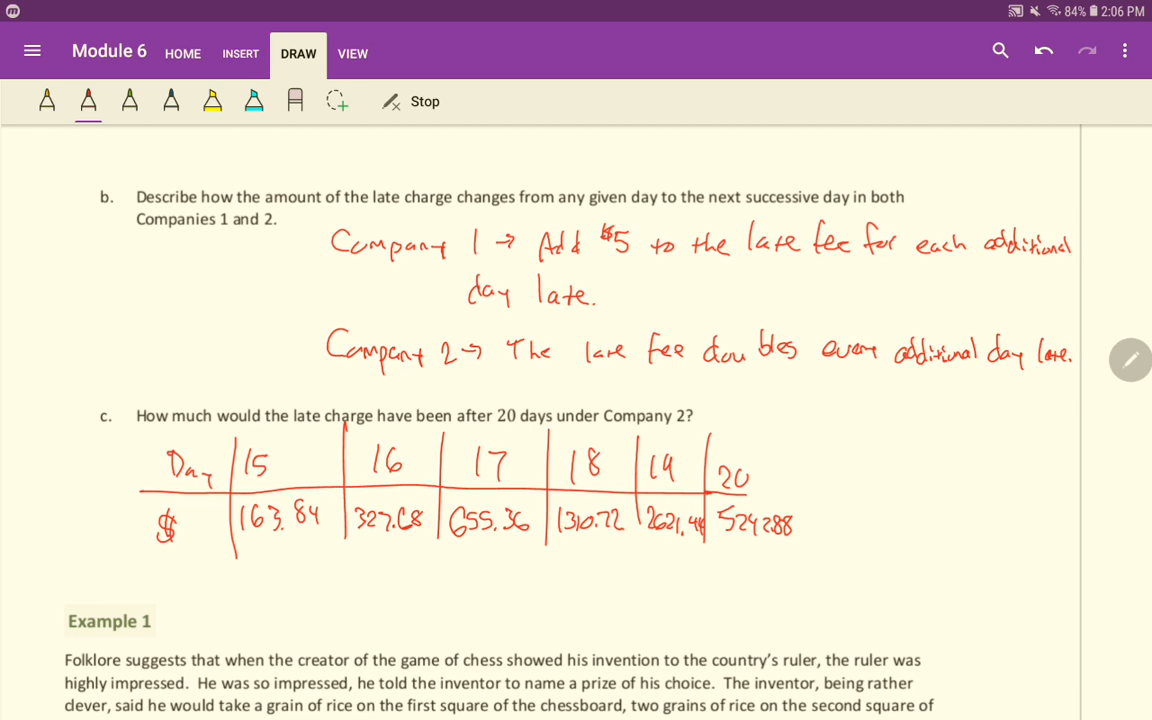 84% 2:06 PM
Module 6 HOME INSERT DRAW VIEW
Stop
b. Describe how the amount of the late charge changes from any given day to the next successive day in both
Companies 1 and 2.
Company 1 → Add $5 to the late fee for each additional
day late.
Company 2 → The late fee doubles every additional day late.
c. How much would the late charge have been after 20 days under Company 2?
Day 15 16 17 18 19 20
$ 163.84 327.68 655.36 1310.72 2621.44 5242.88
Example 1
Folklore suggests that when the creator of the game of chess showed his invention to the country's ruler, the ruler was
highly impressed. He was so impressed, he told the inventor to name a prize of his choice. The inventor, being rather
clever, said he would take a grain of rice on the first square of the chessboard, two grains of rice on the second square of